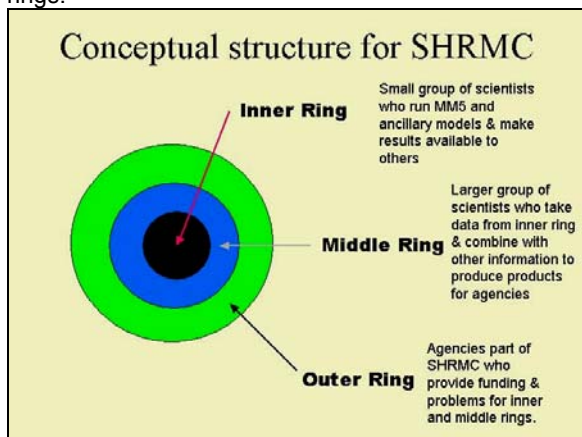 rings.
Conceptual structure for SHRMC
Inner Ring
Small group of scientists
who run MM5 and
ancillary models & make
results available to
others
Middle Ring
Larger group of
scientists who take
data from inner ring
& combine with
other information to
produce products
for agencies
Outer Ring
Agencies part of
SHRMC who
provide funding &
problems for inner
and middle rings.